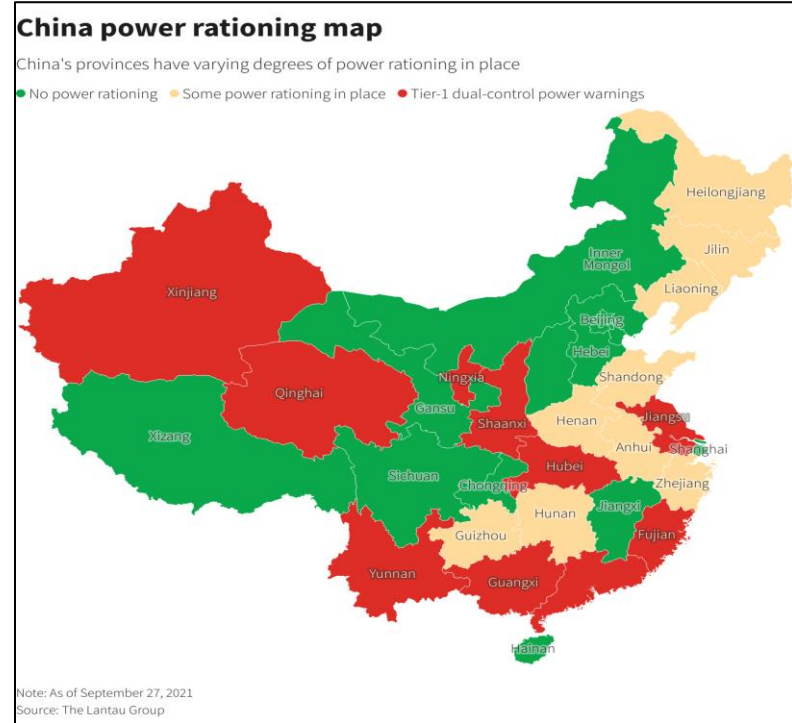 China power rationing map
China's provinces have varying degrees of power rationing in place
No power rationing Some power rationing in place Tier-1 dual-control power warnings
Heilongjiang
Jilin
Inner
Mongol
Liaoning
Xinjiang
Beijing
Hebei
Ningxia
Shandong
Qinghai
Gansu
Shaanxi
Henan
Jiangsu
Xizang
Anhui
Shanghai
Hubei
Sichuan
Chongqing
Zhejiang
Jiangxi
Hunan
Guizhou
Fujian
Yunnan
Guangxi
Hainan
Note: As of September 27, 2021
Source: The Lantau Group